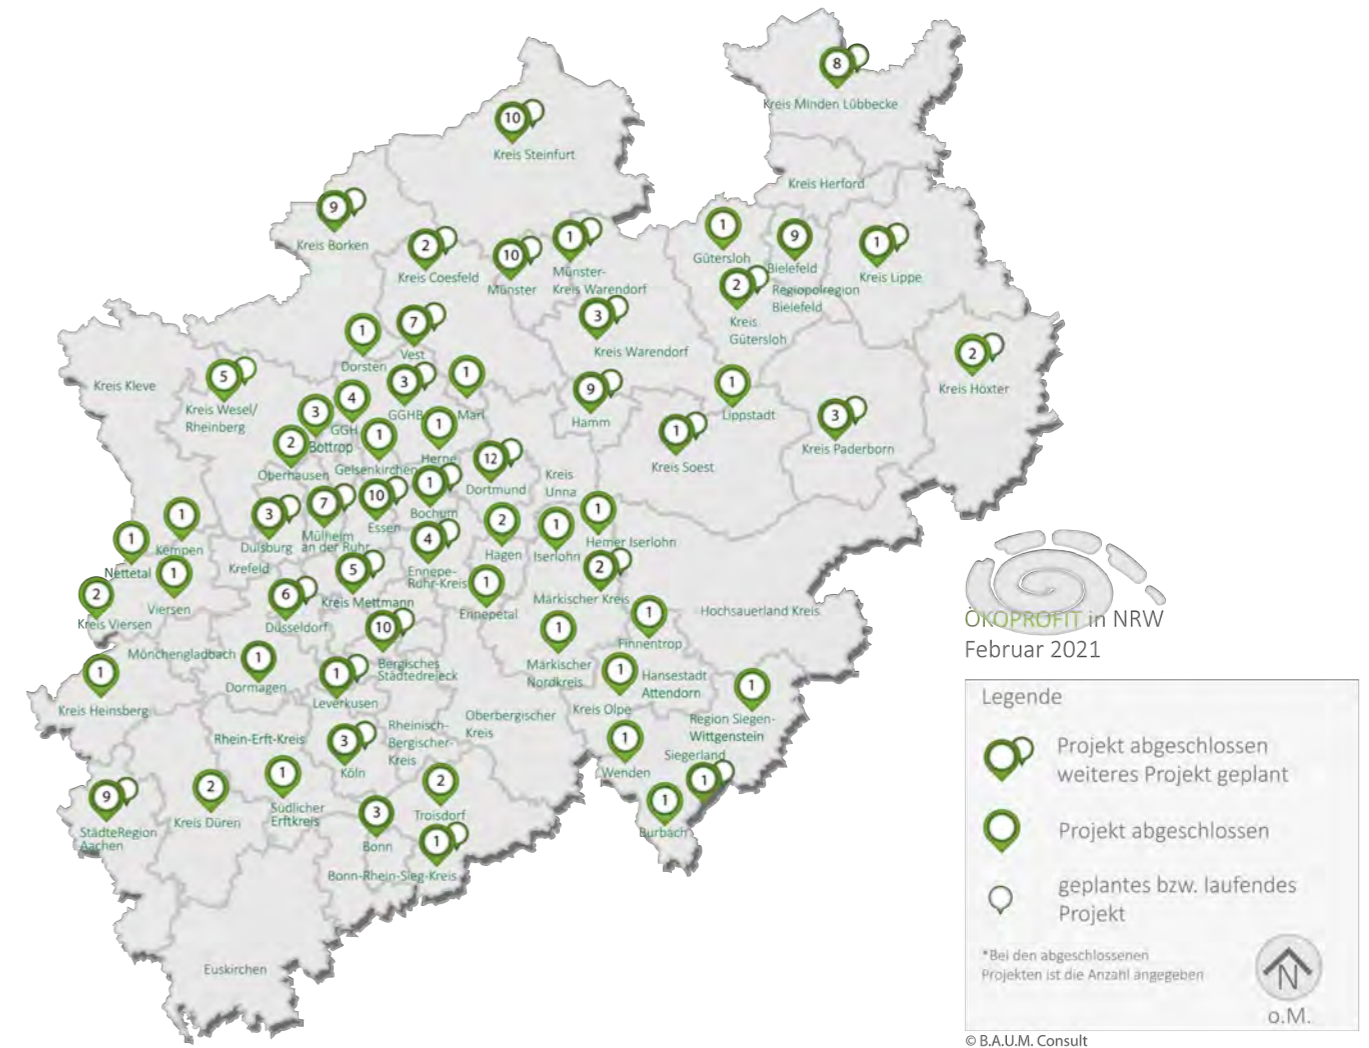 8
Kreis Minden Lübbecke
10
Kreis Steinfurt
Kreis Herford
9
Kreis Borken
2
Kreis Coesfeld
10
Münster
1
Münster-
Kreis Warendorf
1
Gütersloh
9
Bielefeld
Regiopolregion
Bielefeld
1
Kreis Lippe
2
Kreis
Gütersloh
3
Kreis Warendorf
1
Dorsten
7
Vest
2
Kreis Höxter
Kreis Kleve
5
Kreis Wesel/
Rheinberg
3
GGHB
1
Marl
4
GGH
3
Bottrop
9
Hamm
1
Lippstadt
3
Kreis Paderborn
1
Kreis Soest
2
Oberhausen
1
Gelsenkirchen
1
Herne
12
Dortmund
Kreis
Unna
1
Bochum
10
Essen
7
Mülheim
an der Ruhr
3
Duisburg
1
Kempen
1
Nettetal
1
Viersen
2
Kreis Viersen
Krefeld
4
Ennepe-
Ruhr-Kreis
2
Hagen
1
Iserlohn
1
Hemer Iserlohn
2
Märkischer Kreis
5
Kreis Mettmann
6
Düsseldorf
1
Ennepetal
10
Bergisches
Städtedreieck
1
Märkischer
Nordkreis
1
Finnentrop
Hochsauerland Kreis
Mönchengladbach
1
Dormagen
1
Leverkusen
1
Kreis Heinsberg
1
Hansestadt
Attendorn
Kreis Olpe
1
Region Siegen-
Wittgenstein
Rhein-Erft-Kreis
3
Köln
Rheinisch-
Bergischer-
Kreis
Oberbergischer
Kreis
1
Wenden
Siegerland
1
1
Burbach
9
StädteRegion
Aachen
2
Kreis Düren
1
Südlicher
Erftkreis
3
Bonn
2
Troisdorf
1
Bonn-Rhein-Sieg-Kreis
Euskirchen
ÖKOPROFIT in NRW
Februar 2021
Legende
Projekt abgeschlossen
weiteres Projekt geplant
Projekt abgeschlossen
geplantes bzw. laufendes
Projekt
*Bei den abgeschlossenen
Projekten ist die Anzahl angegeben
N
o.M.
© B.A.U.M. Consult